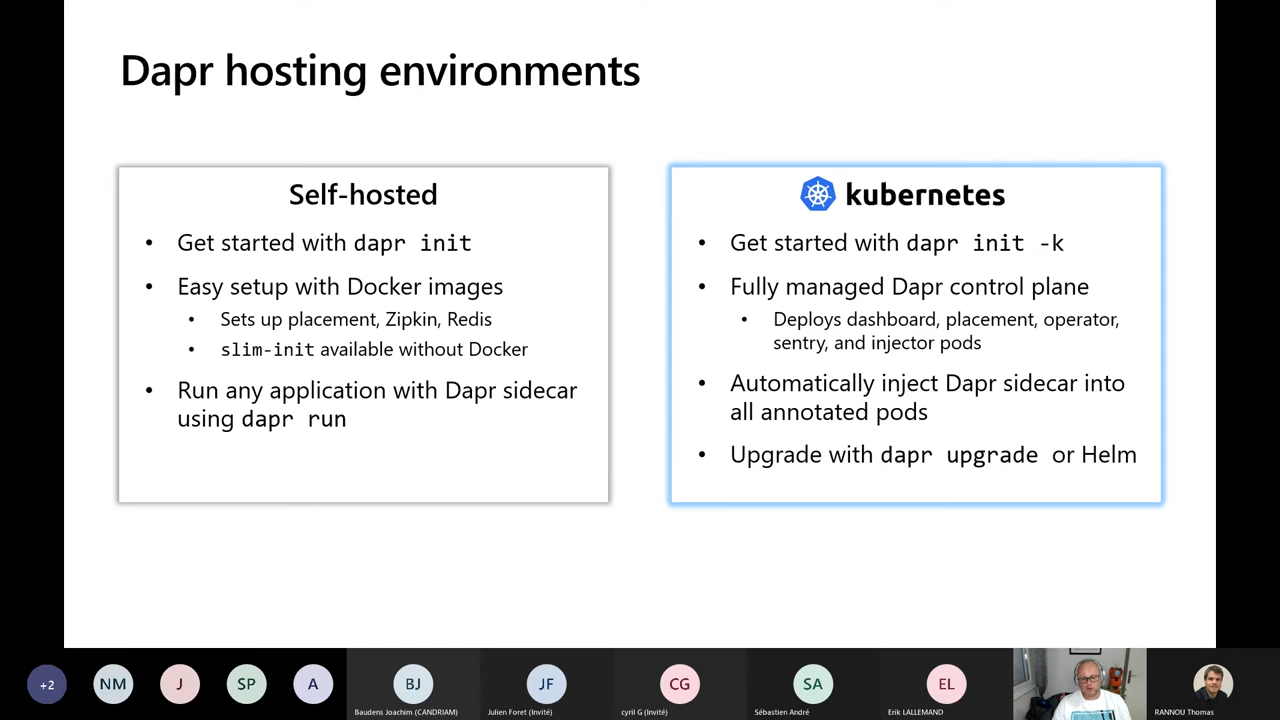 Dapr hosting environments
Self-hosted
• Get started with dapr init
• Easy setup with Docker images
• Sets up placement, Zipkin, Redis
• slim-init available without Docker
• Run any application with Dapr sidecar
using dapr run
kubernetes
• Get started with dapr init -k
• Fully managed Dapr control plane
• Deploys dashboard, placement, operator,
sentry, and injector pods
• Automatically inject Dapr sidecar into
all annotated pods
• Upgrade with dapr upgrade or Helm
+2
NM
J
SP
A
BJ
Baudens Joachim (CANDRIAM)
JF
Julien Foret (Invité)
CG
cyril G (Invité)
SA
Sébastien André
EL
Erik LALLEMAND
RANNOU Thomas